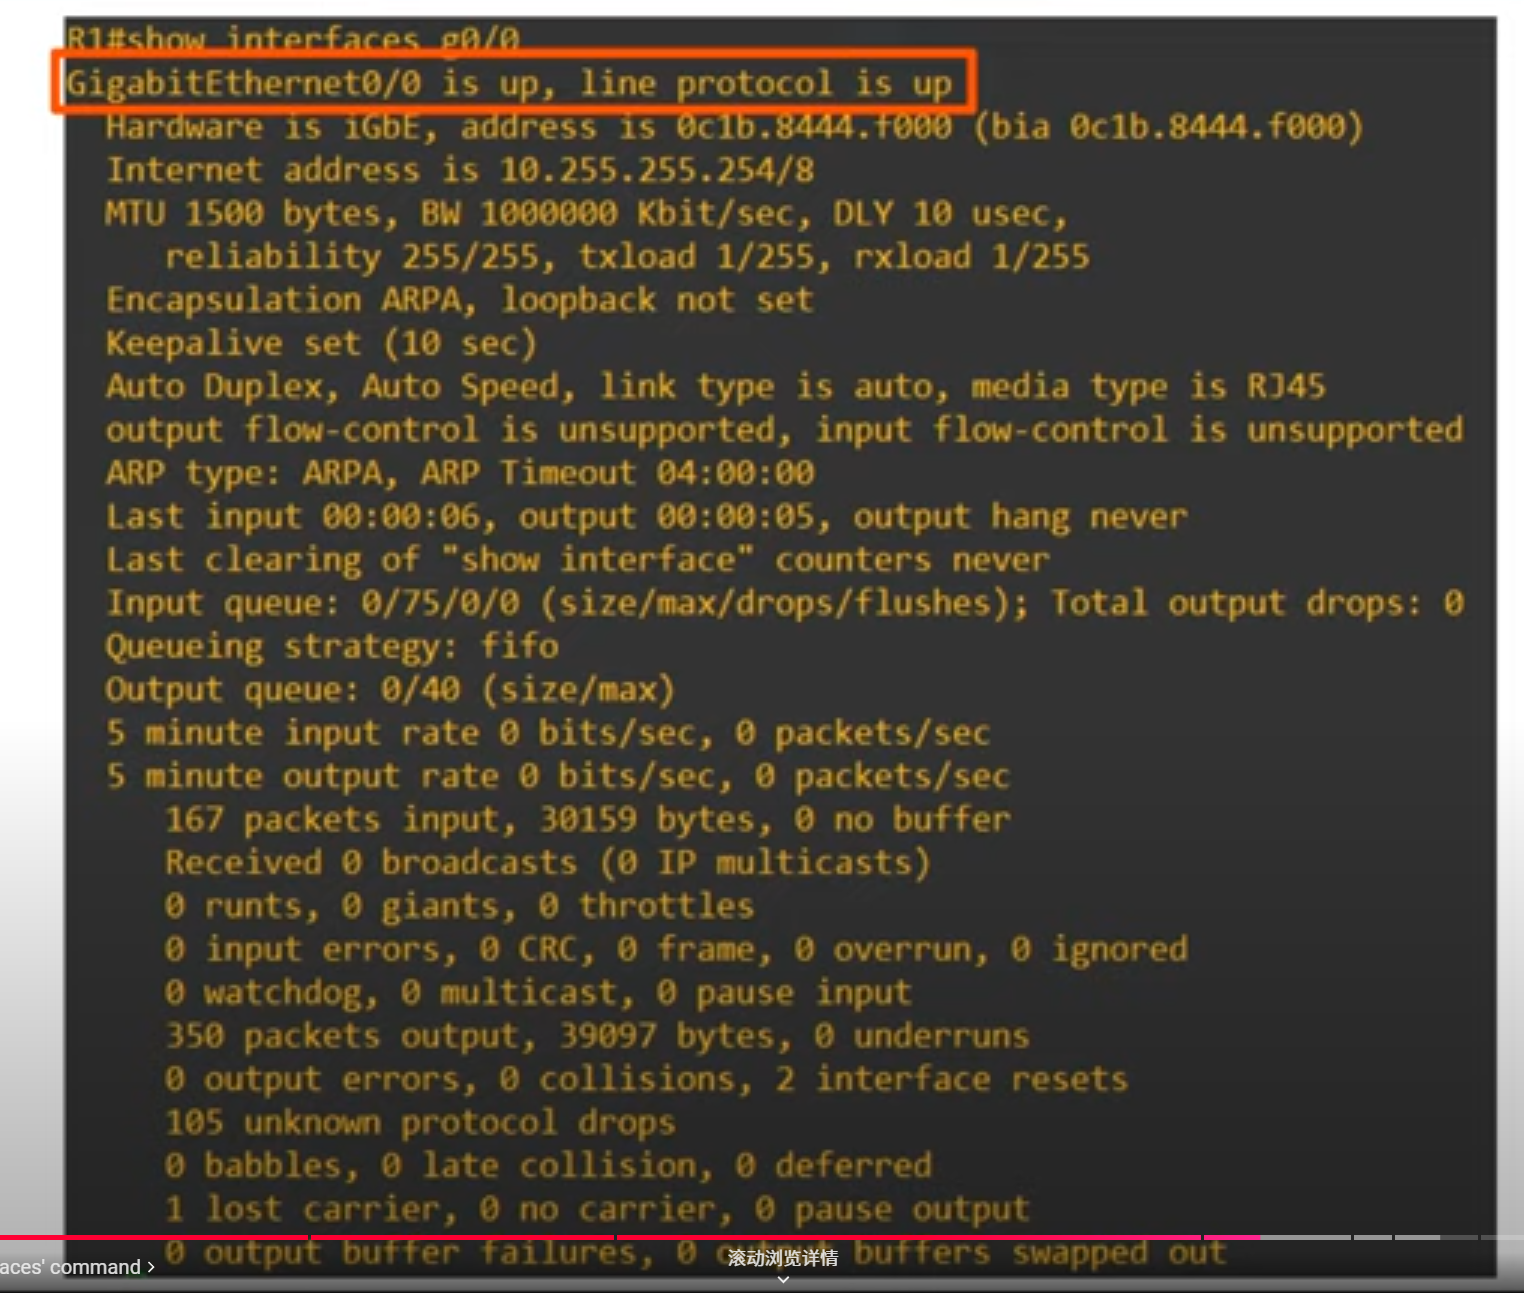 R1#show interfaces g0/0
GigabitEthernet0/0 is up, line protocol is up
Hardware is iGbE, address is 0c1b.8444.f000 (bia 0c1b.8444.f000)
Internet address is 10.255.255.254/8
MTU 1500 bytes, BW 1000000 Kbit/sec, DLY 10 usec,
reliability 255/255, txload 1/255, rxload 1/255
Encapsulation ARPA, loopback not set
Keepalive set (10 sec)
Auto Duplex, Auto Speed, link type is auto, media type is RJ45
output flow-control is unsupported, input flow-control is unsupported
ARP type: ARPA, ARP Timeout 04:00:00
Last input 00:00:06, output 00:00:05, output hang never
Last clearing of "show interface" counters never
Input queue: 0/75/0/0 (size/max/drops/flushes); Total output drops: 0
Queueing strategy: fifo
Output queue: 0/40 (size/max)
5 minute input rate 0 bits/sec, 0 packets/sec
5 minute output rate 0 bits/sec, 0 packets/sec
167 packets input, 30159 bytes, 0 no buffer
Received 0 broadcasts (0 IP multicasts)
0 runts, 0 giants, 0 throttles
0 input errors, 0 CRC, 0 frame, 0 overrun, 0 ignored
0 watchdog, 0 multicast, 0 pause input
350 packets output, 39097 bytes, 0 underruns
0 output errors, 0 collisions, 2 interface resets
105 unknown protocol drops
0 babbles, 0 late collision, 0 deferred
1 lost carrier, 0 no carrier, 0 pause output
0 output buffer failures, 0 output buffers swapped out
aces' command ›
滚动浏览详情